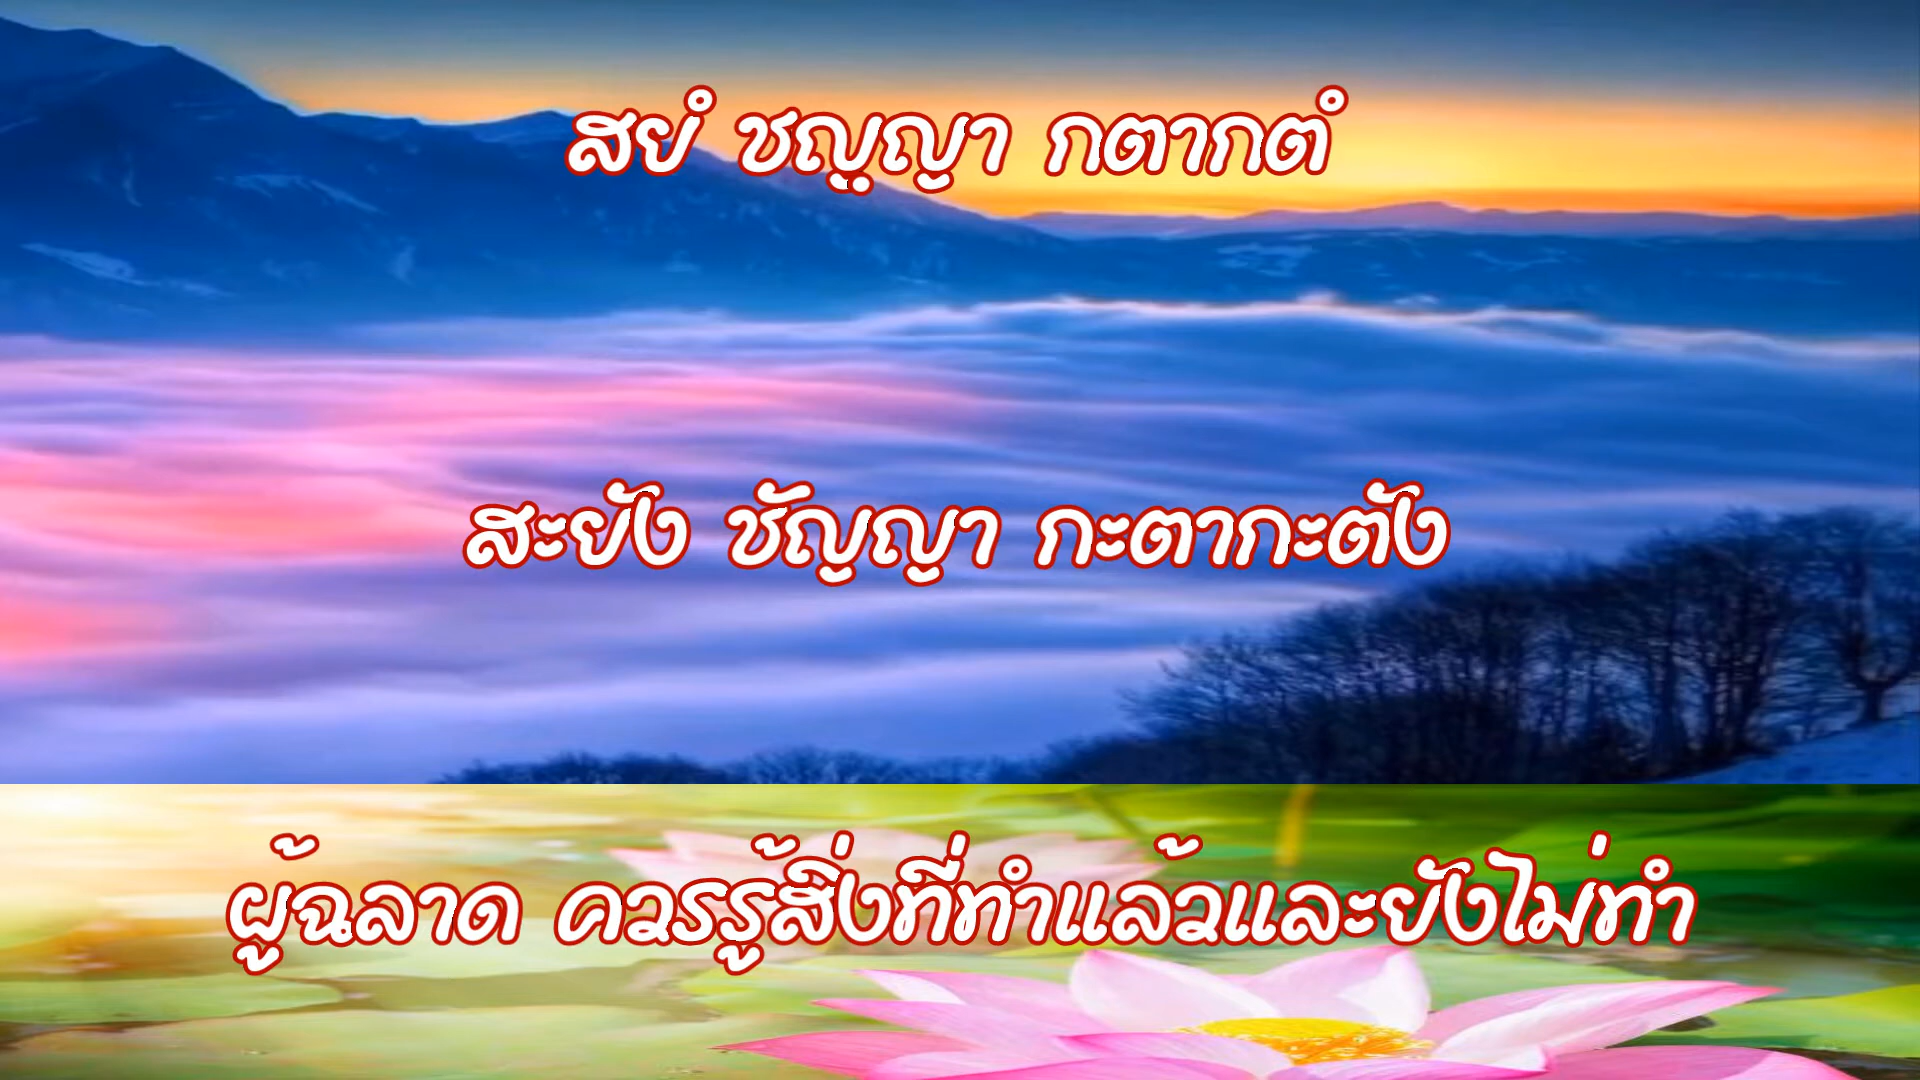 สยํ ชญฺญา กตากตํ
สะยัง ชัญญา กะตากะตัง
ผู้ฉลาด ควรรู้สิ่งที่ทำแล้วและยังไม่ทำ